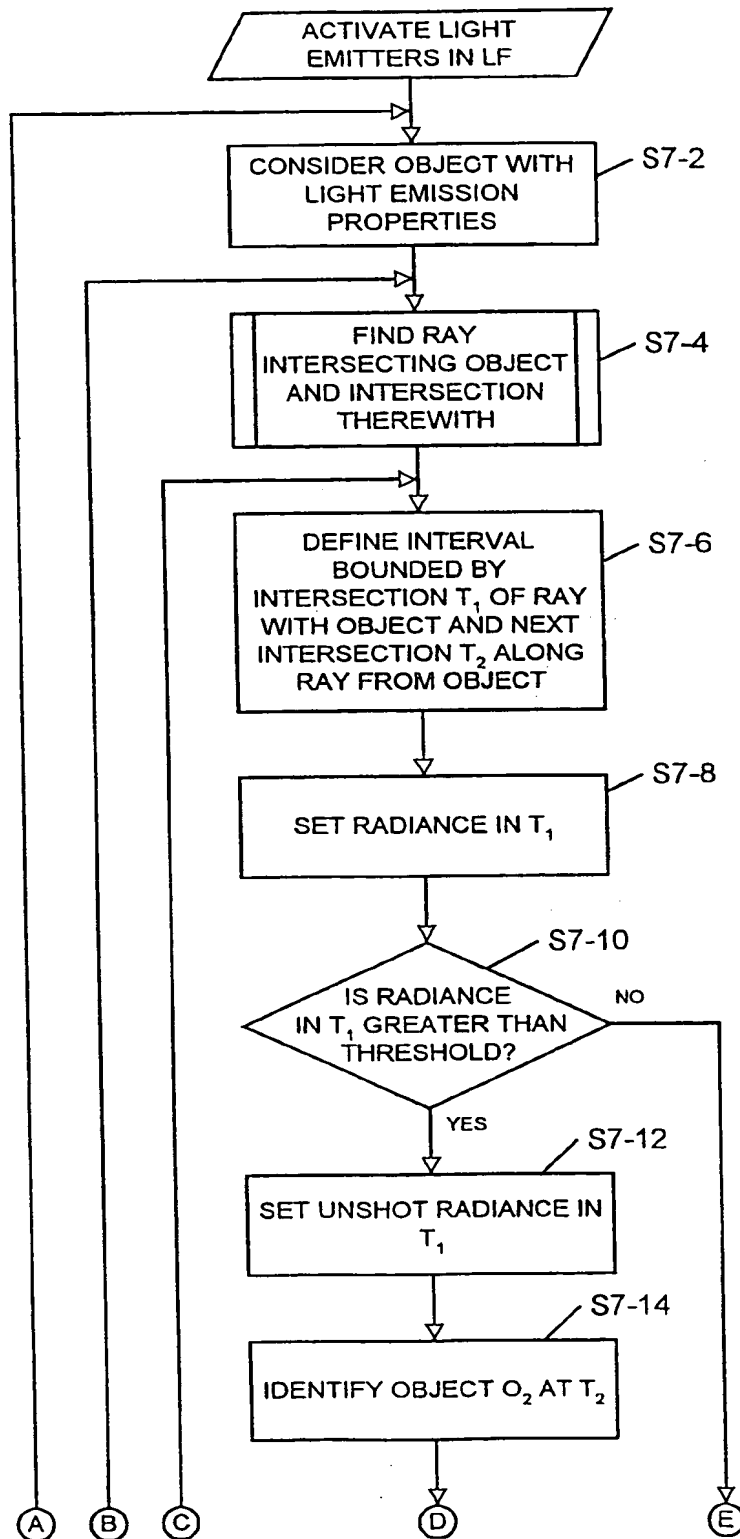 ACTIVATE LIGHT
EMITTERS IN LF
CONSIDER OBJECT WITH
LIGHT EMISSION
PROPERTIES
S7-2
FIND RAY
INTERSECTING OBJECT
AND INTERSECTION
THEREWITH
S7-4
DEFINE INTERVAL
BOUNDED BY
INTERSECTION T₁ OF RAY
WITH OBJECT AND NEXT
INTERSECTION T₂ ALONG
RAY FROM OBJECT
S7-6
SET RADIANCE IN T₁
S7-8
IS RADIANCE
IN T₁ GREATER THAN
THRESHOLD?
S7-10
NO
YES
SET UNSHOT RADIANCE IN
T₁
S7-12
IDENTIFY OBJECT O₂ AT T₂
S7-14
A B C D E